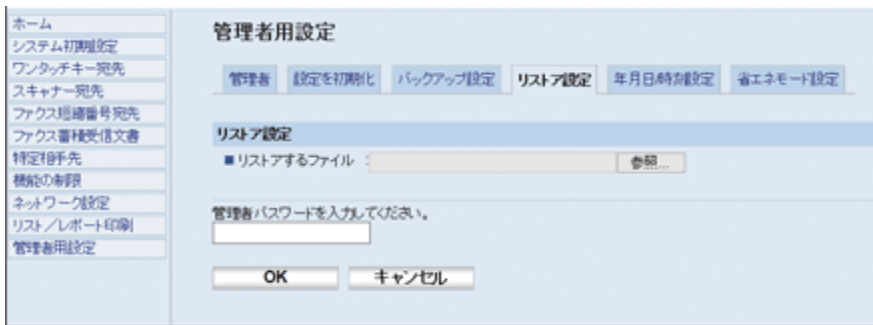 ホーム
システム初期設定
ワンタッチキー宛先
スキャナー宛先
ファクス短縮番号宛先
ファクス蓄積受信文書
特定相手先
機能の制限
ネットワーク設定
リスト／レポート印刷
管理者用設定
管理者用設定
管理者 設定を初期化 バックアップ設定 リストア設定 年月日/時刻設定 省エネモード設定
リストア設定
■リストアするファイル : 参照...
管理者パスワードを入力してください。
OK キャンセル